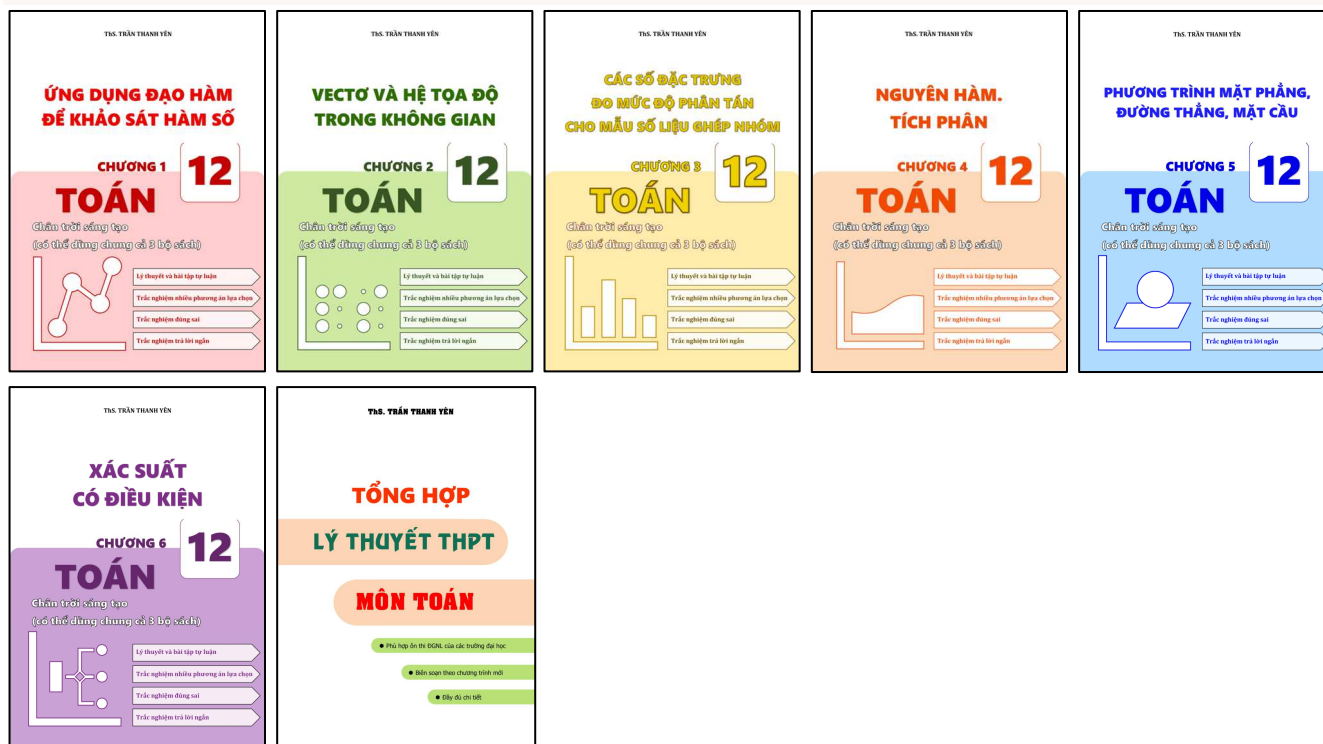 ThS. TRẦN THANH YÊN
ỨNG DỤNG ĐẠO HÀM
ĐỂ KHẢO SÁT HÀM SỐ
CHƯƠNG 1
12
TOÁN
Chân trời sáng tạo
(có thể dùng chung cả 3 bộ sách)
Lý thuyết và bài tập tự luận
Trắc nghiệm nhiều phương án lựa chọn
Trắc nghiệm đúng sai
Trắc nghiệm trả lời ngắn
ThS. TRẦN THANH YÊN
VECTƠ VÀ HỆ TỌA ĐỘ
TRONG KHÔNG GIAN
CHƯƠNG 2
12
TOÁN
Chân trời sáng tạo
(có thể dùng chung cả 3 bộ sách)
Lý thuyết và bài tập tự luận
Trắc nghiệm nhiều phương án lựa chọn
Trắc nghiệm đúng sai
Trắc nghiệm trả lời ngắn
ThS. TRẦN THANH YÊN
CÁC SỐ ĐẶC TRƯNG
ĐO MỨC ĐỘ PHÂN TÁN
CHO MẪU SỐ LIỆU GHÉP NHÓM
CHƯƠNG 3
12
TOÁN
Chân trời sáng tạo
(có thể dùng chung cả 3 bộ sách)
Lý thuyết và bài tập tự luận
Trắc nghiệm nhiều phương án lựa chọn
Trắc nghiệm đúng sai
Trắc nghiệm trả lời ngắn
ThS. TRẦN THANH YÊN
NGUYÊN HÀM.
TÍCH PHÂN
CHƯƠNG 4
12
TOÁN
Chân trời sáng tạo
(có thể dùng chung cả 3 bộ sách)
Lý thuyết và bài tập tự luận
Trắc nghiệm nhiều phương án lựa chọn
Trắc nghiệm đúng sai
Trắc nghiệm trả lời ngắn
ThS. TRẦN THANH YÊN
PHƯƠNG TRÌNH MẶT PHẲNG,
ĐƯỜNG THẲNG, MẶT CẦU
CHƯƠNG 5
12
TOÁN
Chân trời sáng tạo
(có thể dùng chung cả 3 bộ sách)
Lý thuyết và bài tập tự luận
Trắc nghiệm nhiều phương án lựa chọn
Trắc nghiệm đúng sai
Trắc nghiệm trả lời ngắn
ThS. TRẦN THANH YÊN
XÁC SUẤT
CÓ ĐIỀU KIỆN
CHƯƠNG 6
12
TOÁN
Chân trời sáng tạo
(có thể dùng chung cả 3 bộ sách)
Lý thuyết và bài tập tự luận
Trắc nghiệm nhiều phương án lựa chọn
Trắc nghiệm đúng sai
Trắc nghiệm trả lời ngắn
ThS. TRẦN THANH YÊN
TỔNG HỢP
LÝ THUYẾT THPT
MÔN TOÁN
● Phù hợp ôn thi ĐGNL của các trường đại học
● Biên soạn theo chương trình mới
● Đầy đủ chi tiết